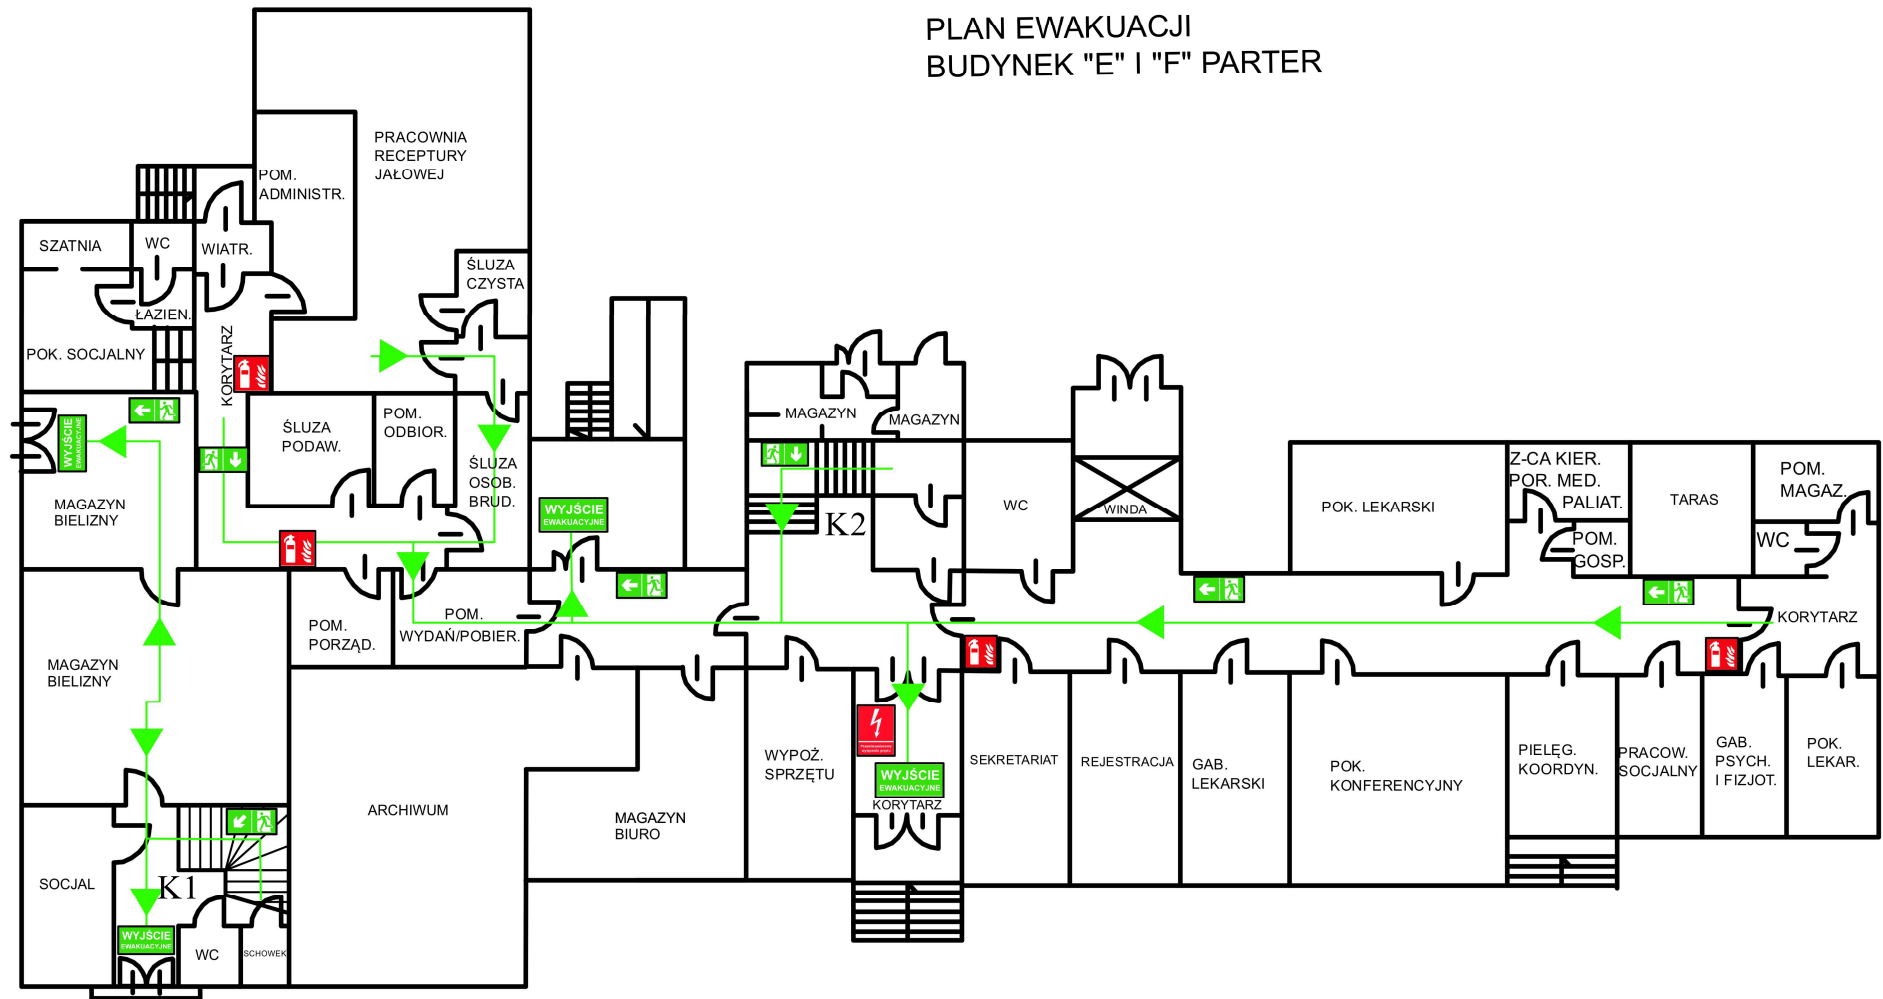 PLAN EWAKUACJI
BUDYNEK "E" I "F" PARTER
PRACOWNIA
RECEPTURY
JAŁOWEJ
POM.
ADMINISTR.
SZATNIA
WC
WIATR.
ŚLUZA
CZYSTA
ŁAZIEN.
POK. SOCJALNY
KORYTARZ
ŚLUZA
PODAW.
POM.
ODBIOR.
ŚLUZA
OSOB.
BRUD.
WYJŚCIE
EWAKUACYJNE
MAGAZYN
BIELIZNY
WYJŚCIE
EWAKUACYJNE
MAGAZYN
MAGAZYN
K2
WC
WINDA
POK. LEKARSKI
Z-CA KIER.
POR. MED.
PALIAT.
POM.
GOSP.
TARAS
POM.
MAGAZ.
WC
KORYTARZ
POM.
PORZĄD.
POM.
WYDAŃ/POBIER.
MAGAZYN
BIELIZNY
ARCHIWUM
MAGAZYN
BIURO
WYPOŻ.
SPRZĘTU
WYJŚCIE
EWAKUACYJNE
KORYTARZ
SEKRETARIAT
REJESTRACJA
GAB.
LEKARSKI
POK.
KONFERENCYJNY
PIELĘG.
KOORDYN.
PRACOW.
SOCJALNY
GAB.
PSYCH.
I FIZJOT.
POK.
LEKAR.
SOCJAL
K1
WYJŚCIE
EWAKUACYJNE
WC
SCHOWEK